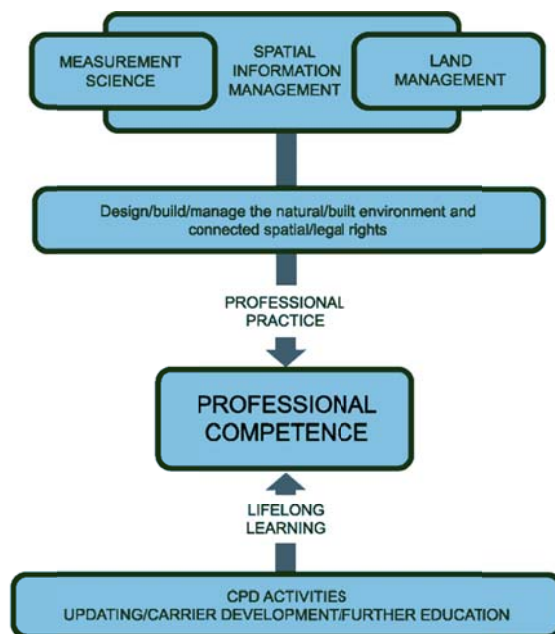 MEASUREMENT
SCIENCE
SPATIAL
INFORMATION
MANAGEMENT
LAND
MANAGEMENT
Design/build/manage the natural/built environment and
connected spatial/legal rights
PROFESSIONAL
PRACTICE
PROFESSIONAL
COMPETENCE
LIFELONG
LEARNING
CPD ACTIVITIES
UPDATING/CARRIER DEVELOPMENT/FURTHER EDUCATION